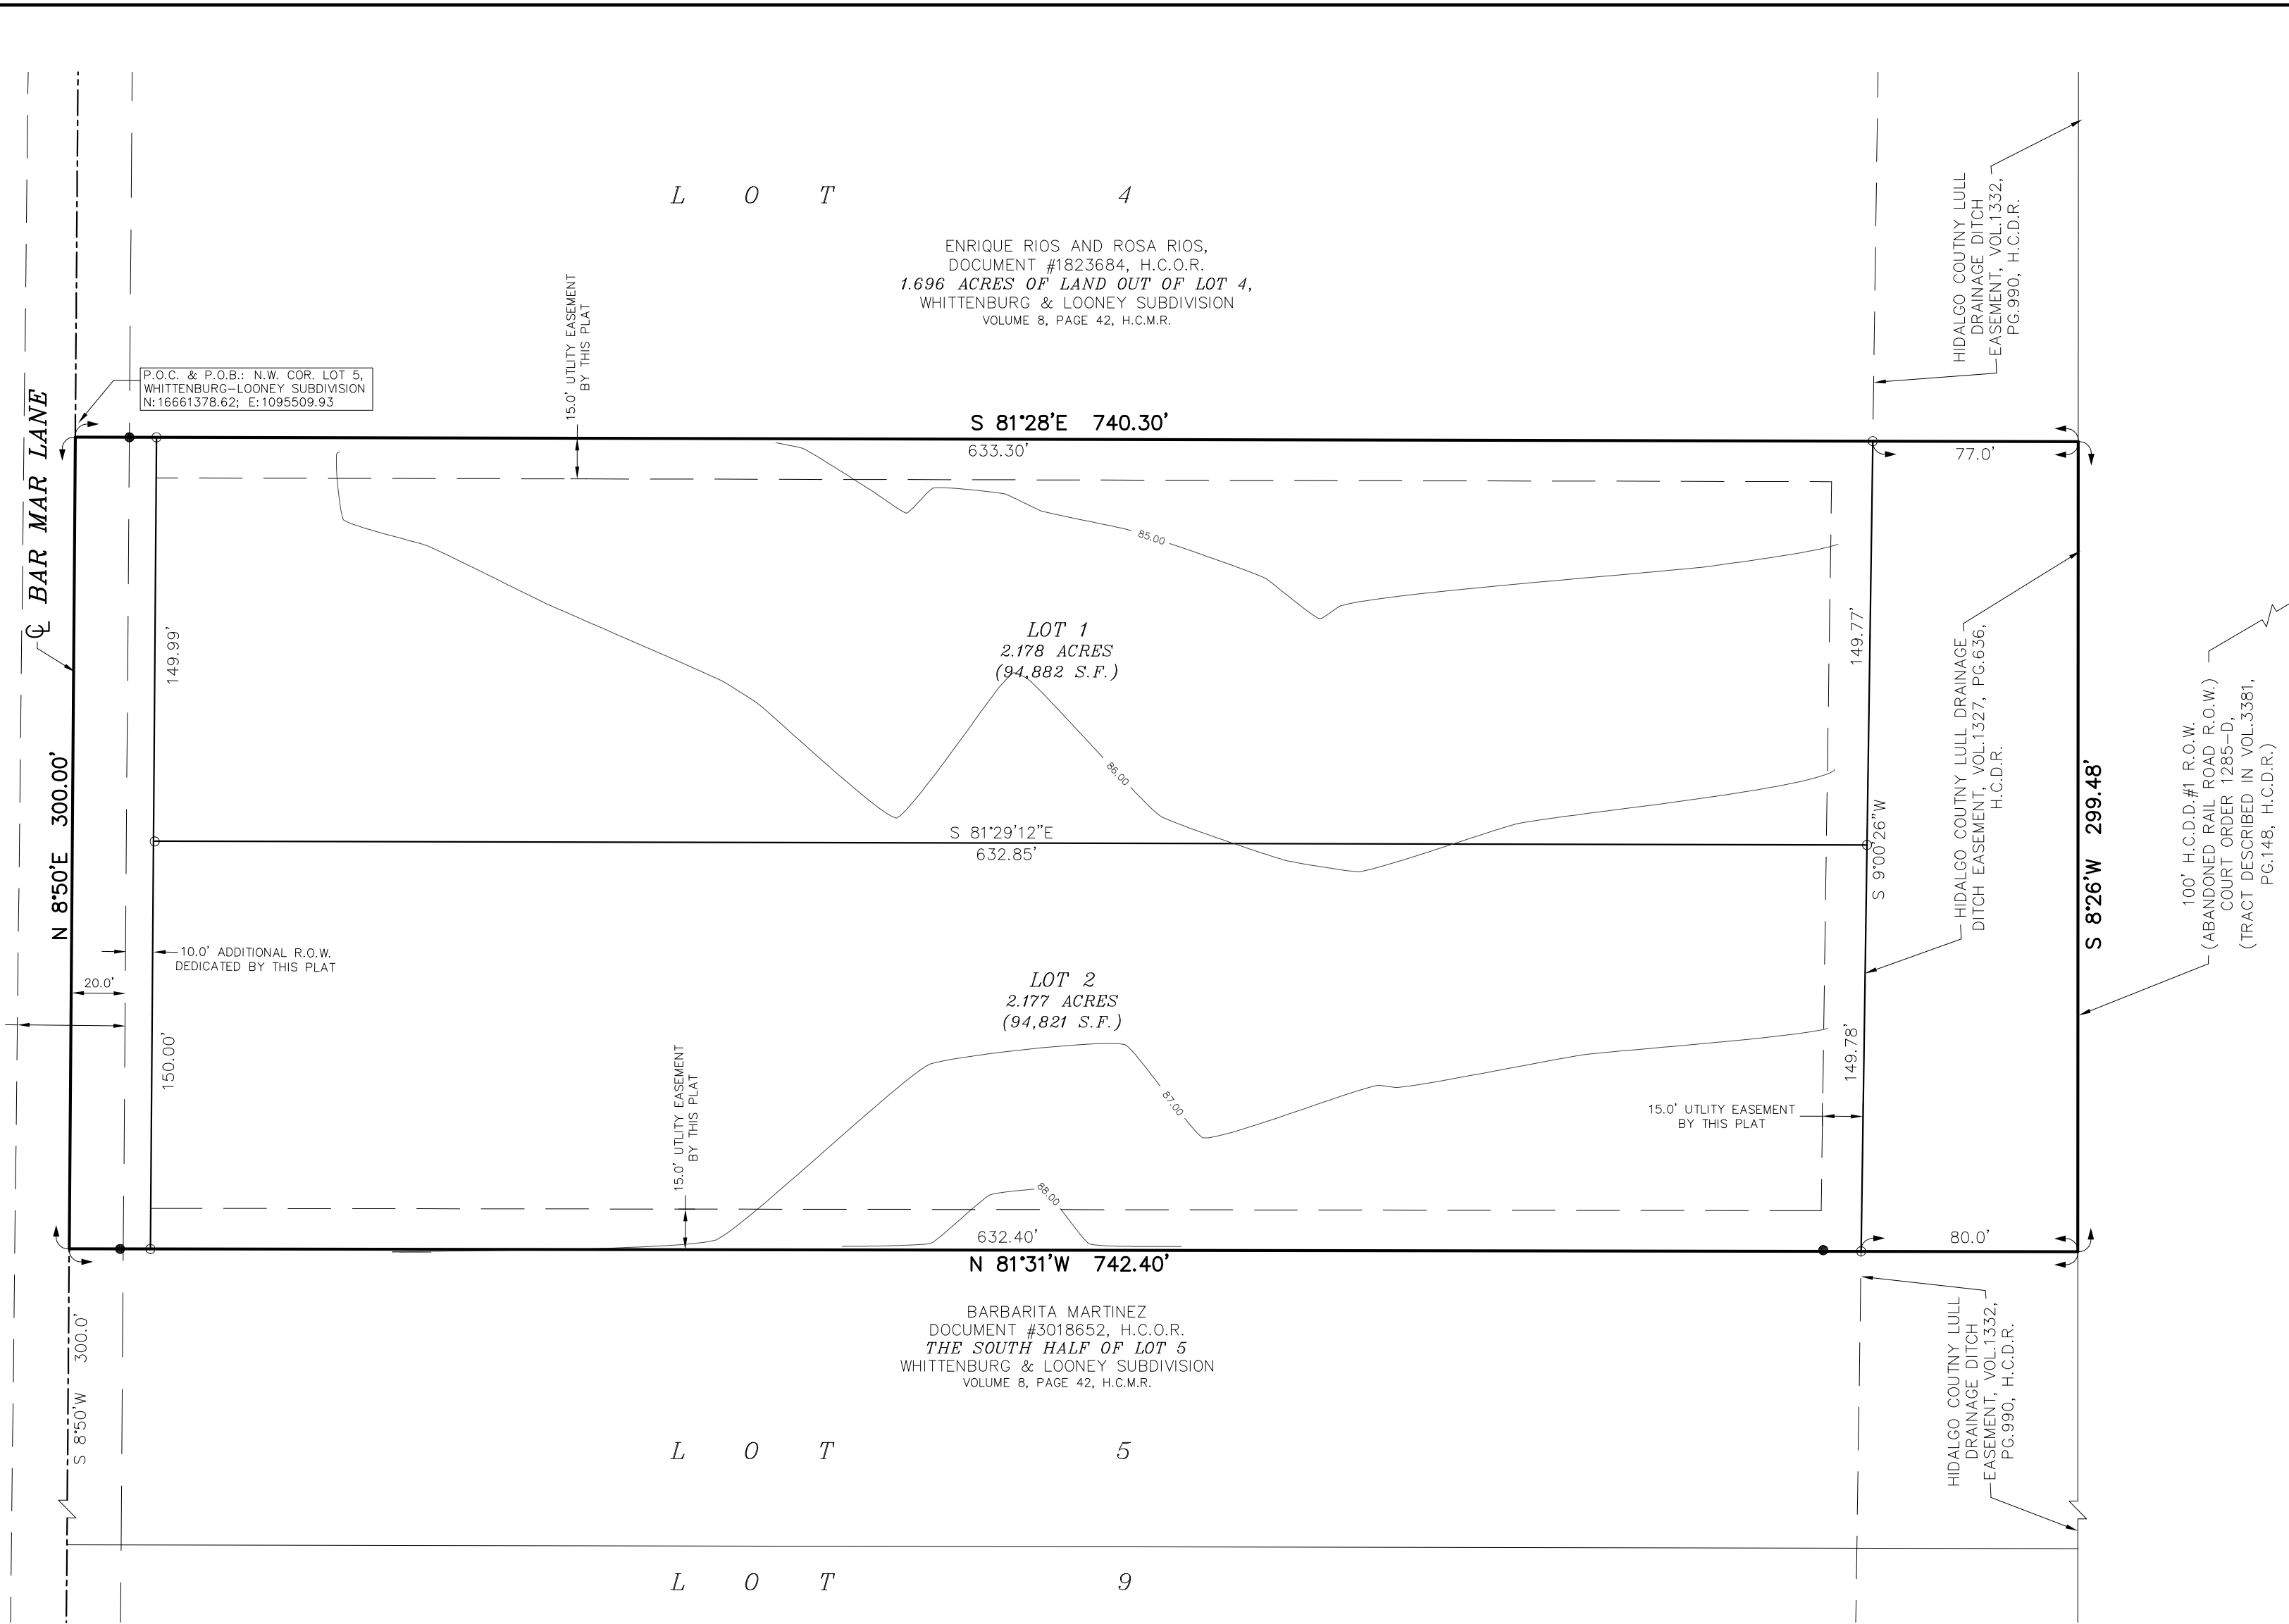 L O T 4
ENRIQUE RIOS AND ROSA RIOS,
DOCUMENT #1823684, H.C.O.R.
1.696 ACRES OF LAND OUT OF LOT 4,
WHITTENBURG & LOONEY SUBDIVISION
VOLUME 8, PAGE 42, H.C.M.R.
HIDALGO COUTNY LULL
DRAINAGE DITCH
EASEMENT, VOL.1332,
PG.990, H.C.D.R.
15.0' UTLITY EASEMENT
BY THIS PLAT
P.O.C. & P.O.B.: N.W. COR. LOT 5,
WHITTENBURG-LOONEY SUBDIVISION
N:16661378.62; E:1095509.93
℄ BAR MAR LANE
S 81°28'E 740.30'
633.30'
77.0'
85.00
149.99'
LOT 1
2.178 ACRES
(94,882 S.F.)
149.77'
86.00
HIDALGO COUTNY LULL DRAINAGE
DITCH EASEMENT, VOL.1327, PG.636,
H.C.D.R.
100' H.C.D.D.#1 R.O.W.
(ABANDONED RAIL ROAD R.O.W.)
COURT ORDER 1285-D,
(TRACT DESCRIBED IN VOL.3381,
PG.148, H.C.D.R.)
N 8°50'E 300.00'
S 81°29'12"E
632.85'
S 9°00'26"W
S 8°26'W 299.48'
10.0' ADDITIONAL R.O.W.
DEDICATED BY THIS PLAT
20.0'
LOT 2
2.177 ACRES
(94,821 S.F.)
150.00'
149.78'
87.00
15.0' UTLITY EASEMENT
BY THIS PLAT
15.0' UTLITY EASEMENT
BY THIS PLAT
88.00
632.40'
80.0'
N 81°31'W 742.40'
S 8°50'W 300.0'
BARBARITA MARTINEZ
DOCUMENT #3018652, H.C.O.R.
THE SOUTH HALF OF LOT 5
WHITTENBURG & LOONEY SUBDIVISION
VOLUME 8, PAGE 42, H.C.M.R.
HIDALGO COUTNY LULL
DRAINAGE DITCH
EASEMENT, VOL.1332,
PG.990, H.C.D.R.
L O T 5
L O T 9